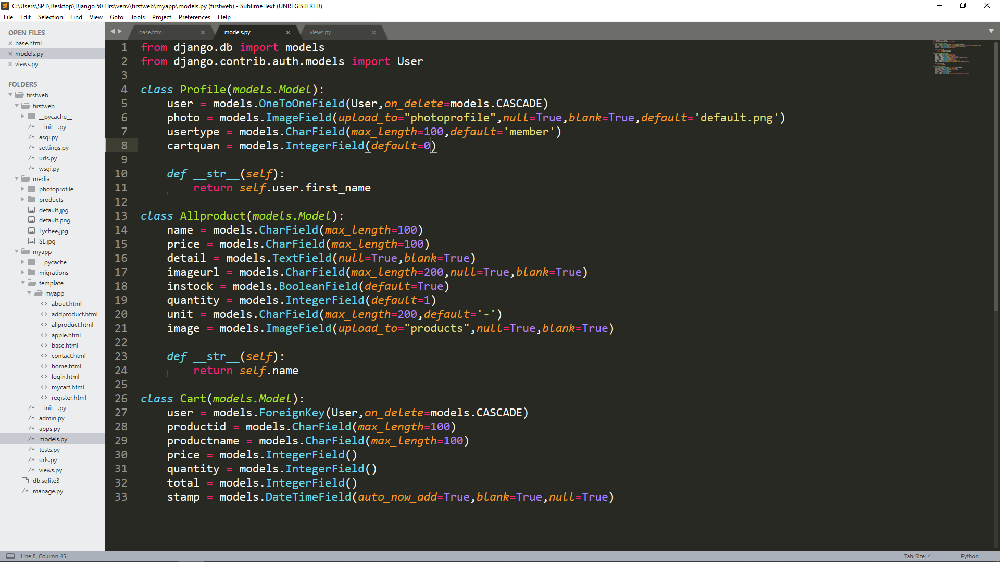 C:\Users\SPT\Desktop\Django 50 Hrs\venv\firstweb\myapp\models.py (firstweb) - Sublime Text (UNREGISTERED)
File Edit Selection Find View Goto Tools Project Preferences Help
OPEN FILES
base.html
models.py
views.py
FOLDERS
firstweb
firstweb
__pycache__
/* __init__.py
/* asgi.py
/* settings.py
/* urls.py
/* wsgi.py
media
photoprofile
products
default.jpg
default.png
Lychee.jpg
SL.jpg
myapp
__pycache__
migrations
template
myapp
<> about.html
<> addproduct.html
<> allproduct.html
<> apple.html
<> base.html
<> contact.html
<> home.html
<> login.html
<> mycart.html
<> register.html
/* __init__.py
/* admin.py
/* apps.py
/* models.py
/* tests.py
/* urls.py
/* views.py
db.sqlite3
/* manage.py
base.html models.py views.py
1 from django.db import models
2 from django.contrib.auth.models import User
3
4 class Profile(models.Model):
5     user = models.OneToOneField(User,on_delete=models.CASCADE)
6     photo = models.ImageField(upload_to="photoprofile",null=True,blank=True,default='default.png')
7     usertype = models.CharField(max_length=100,default='member')
8     cartquan = models.IntegerField(default=0)
9
10     def __str__(self):
11         return self.user.first_name
12
13 class Allproduct(models.Model):
14     name = models.CharField(max_length=100)
15     price = models.CharField(max_length=100)
16     detail = models.TextField(null=True,blank=True)
17     imageurl = models.CharField(max_length=200,null=True,blank=True)
18     instock = models.BooleanField(default=True)
19     quantity = models.IntegerField(default=1)
20     unit = models.CharField(max_length=200,default='-')
21     image = models.ImageField(upload_to="products",null=True,blank=True)
22
23     def __str__(self):
24         return self.name
25
26 class Cart(models.Model):
27     user = models.ForeignKey(User,on_delete=models.CASCADE)
28     productid = models.CharField(max_length=100)
29     productname = models.CharField(max_length=100)
30     price = models.IntegerField()
31     quantity = models.IntegerField()
32     total = models.IntegerField()
33     stamp = models.DateTimeField(auto_now_add=True,blank=True,null=True)
Line 8, Column 45
Tab Size: 4
Python